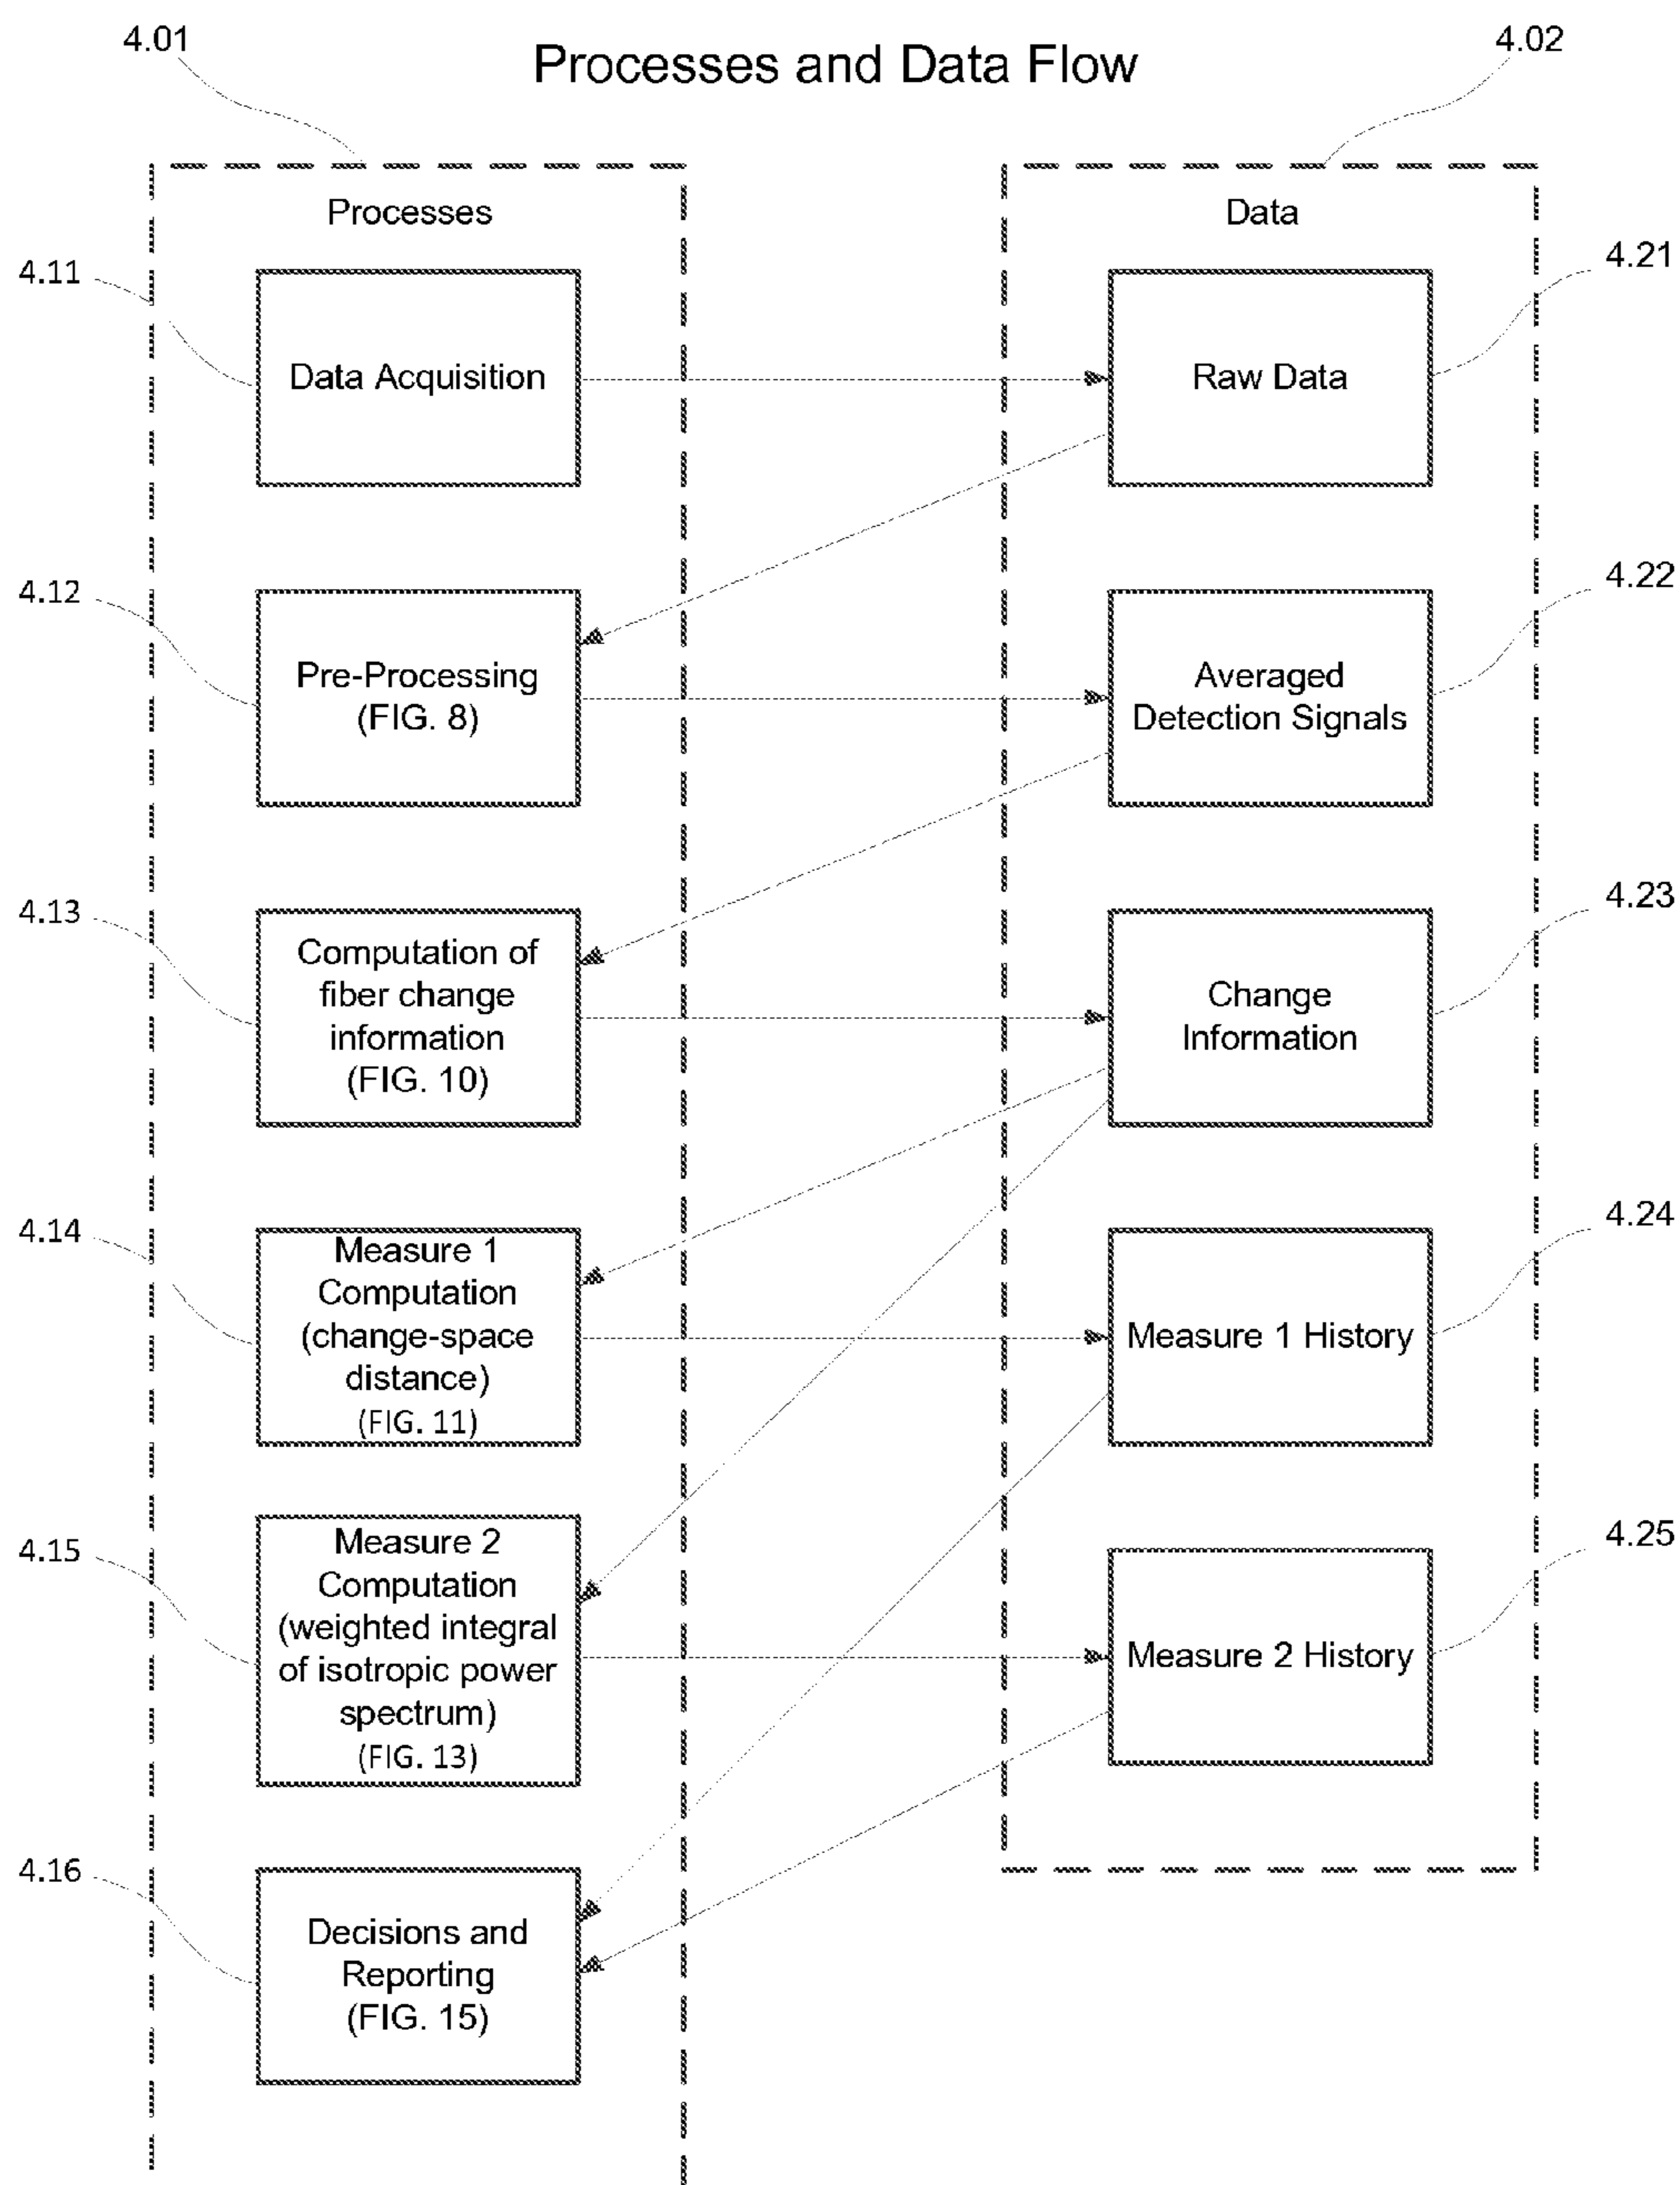 4.01
Processes and Data Flow
4.02
Processes
Data
4.11
Data Acquisition
Raw Data
4.21
4.12
Pre-Processing
(FIG. 8)
Averaged
Detection Signals
4.22
4.13
Computation of
fiber change
information
(FIG. 10)
Change
Information
4.23
4.14
Measure 1
Computation
(change-space
distance)
(FIG. 11)
Measure 1 History
4.24
4.15
Measure 2
Computation
(weighted integral
of isotropic power
spectrum)
(FIG. 13)
Measure 2 History
4.25
4.16
Decisions and
Reporting
(FIG. 15)